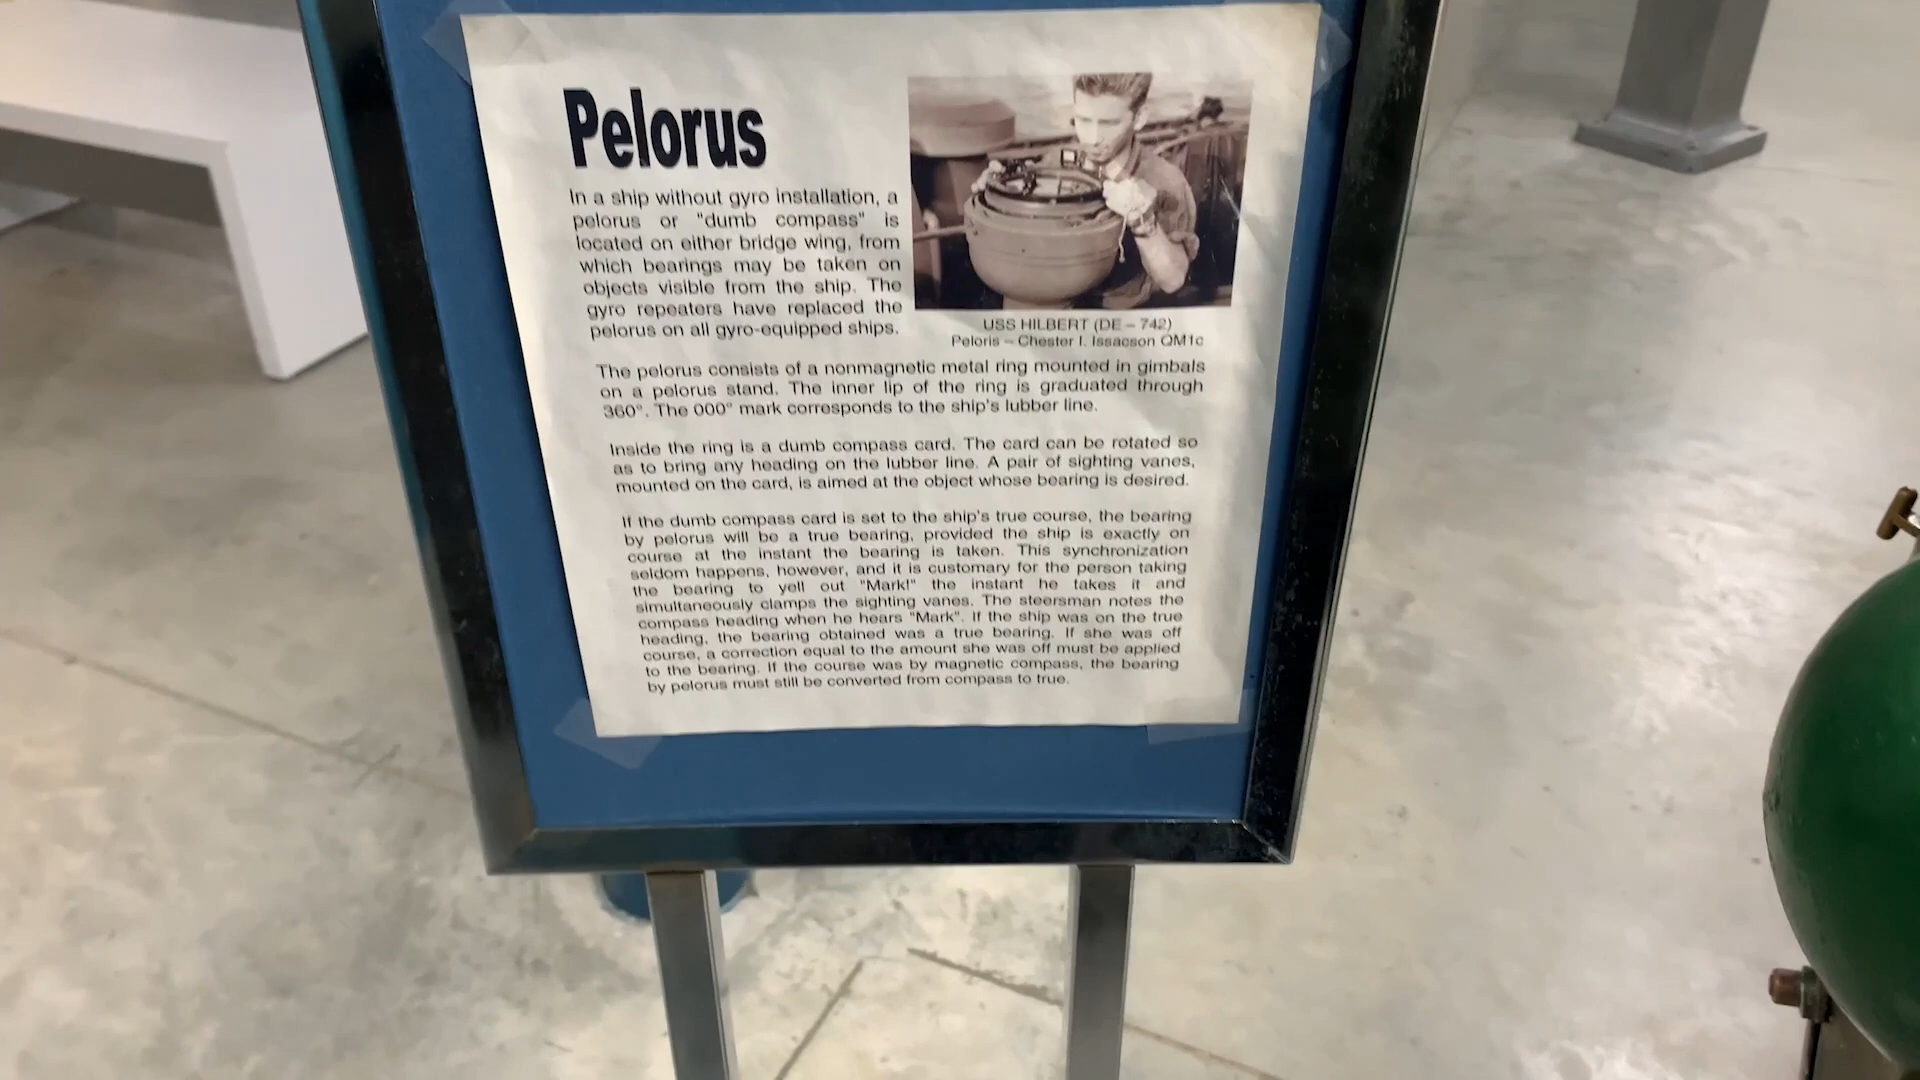 Pelorus
In a ship without gyro installation, a
pelorus or "dumb compass" is
located on either bridge wing, from
which bearings may be taken on
objects visible from the ship. The
gyro repeaters have replaced the
pelorus on all gyro-equipped ships.
USS HILBERT (DE – 742)
Peloris – Chester I. Issacson QM1c
The pelorus consists of a nonmagnetic metal ring mounted in gimbals
on a pelorus stand. The inner lip of the ring is graduated through
360°. The 000° mark corresponds to the ship's lubber line.
Inside the ring is a dumb compass card. The card can be rotated so
as to bring any heading on the lubber line. A pair of sighting vanes,
mounted on the card, is aimed at the object whose bearing is desired.
If the dumb compass card is set to the ship's true course, the bearing
by pelorus will be a true bearing, provided the ship is exactly on
course at the instant the bearing is taken. This synchronization
seldom happens, however, and it is customary for the person taking
the bearing to yell out "Mark!" the instant he takes it and
simultaneously clamps the sighting vanes. The steersman notes the
compass heading when he hears "Mark". If the ship was on the true
heading, the bearing obtained was a true bearing. If she was off
course, a correction equal to the amount she was off must be applied
to the bearing. If the course was by magnetic compass, the bearing
by pelorus must still be converted from compass to true.